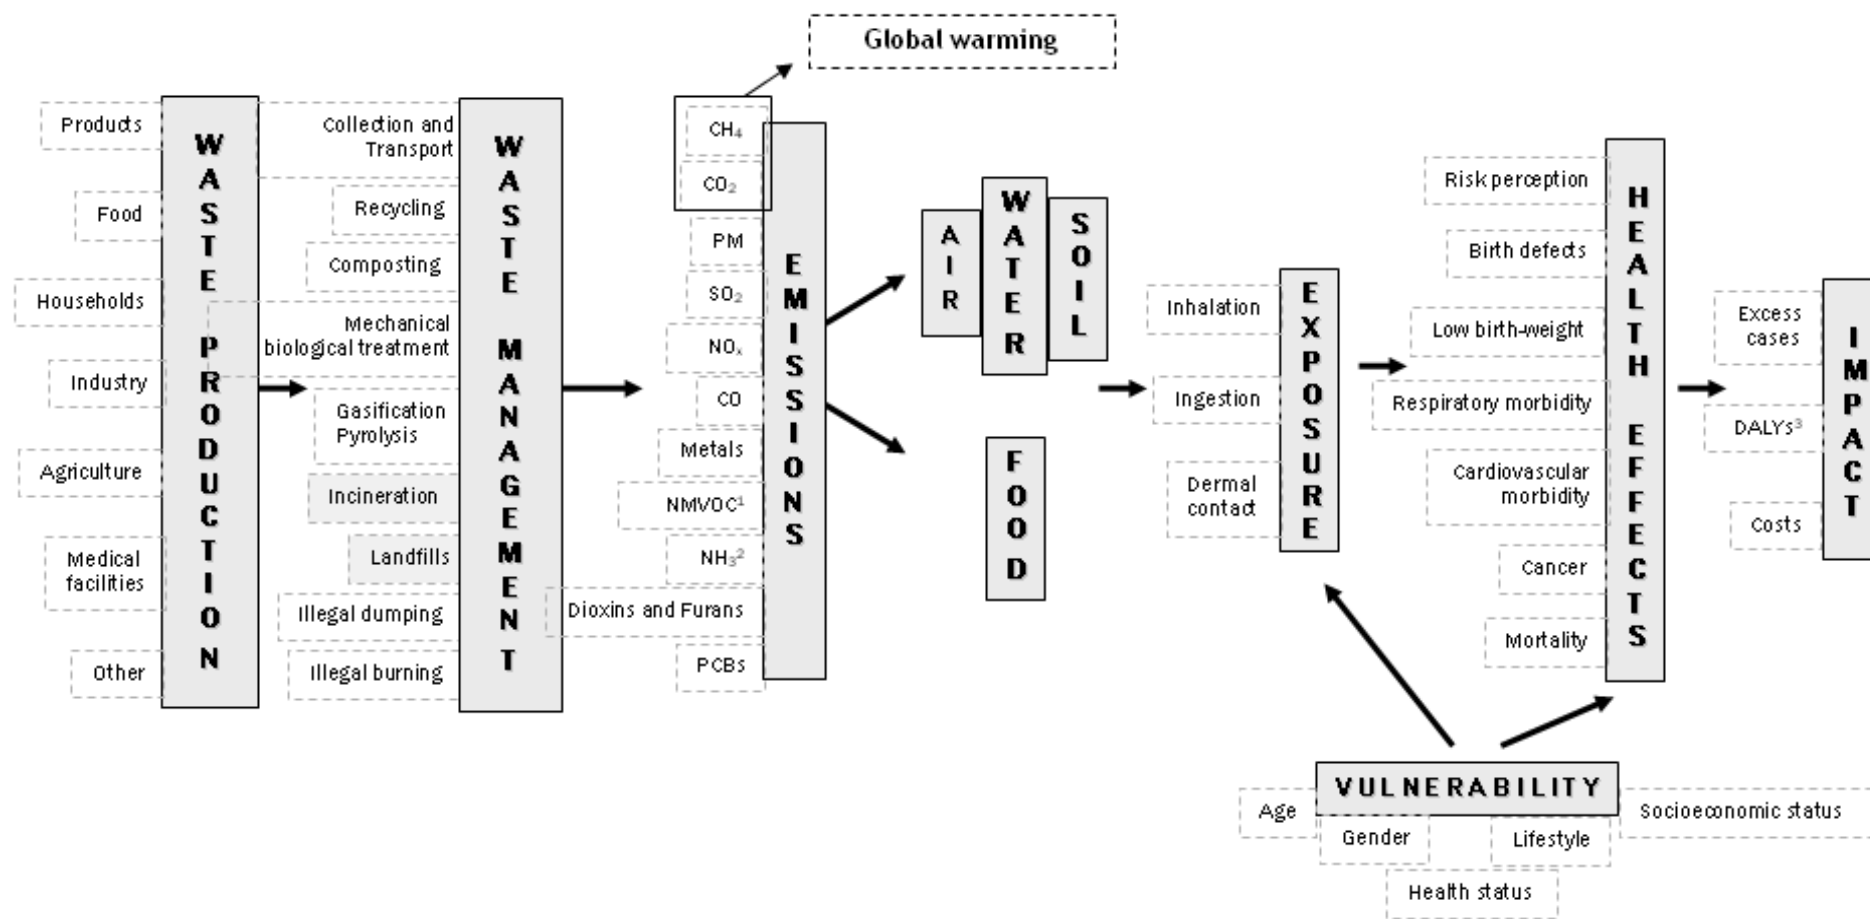 Global warming
Products
Food
Households
Industry
Agriculture
Medical
facilities
Other
WASTE PRODUCTION
Collection and
Transport
Recycling
Composting
Mechanical
biological treatment
Gasification
Pyrolysis
Incineration
Landfills
Illegal dumping
Illegal burning
WASTE MANAGEMENT
CH₄
CO₂
PM
SO₂
NOₓ
CO
Metals
NMVOC¹
NH₃²
Dioxins and Furans
PCBs
EMISSIONS
AIR
WATER
SOIL
FOOD
Inhalation
Ingestion
Dermal
contact
EXPOSURE
Risk perception
Birth defects
Low birth-weight
Respiratory morbidity
Cardiovascular
morbidity
Cancer
Mortality
HEALTH EFFECTS
Excess
cases
DALYs³
Costs
IMPACT
VULNERABILITY
Age
Gender
Lifestyle
Socioeconomic status
Health status